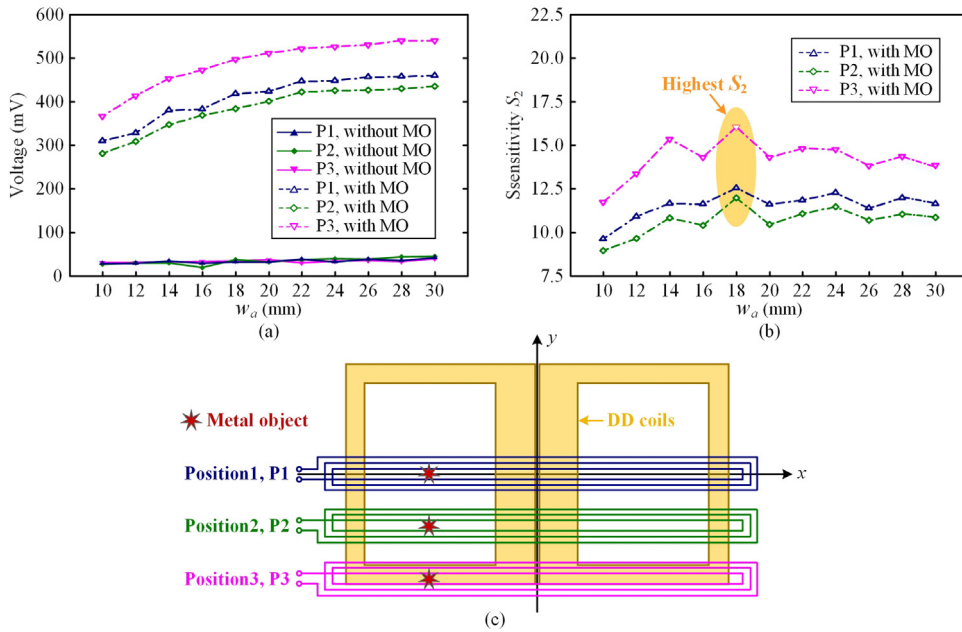 (a)
600
500
400
300
200
100
0
Voltage (mV)
P1, without MO
P2, without MO
P3, without MO
P1, with MO
P2, with MO
P3, with MO
10 12 14 16 18 20 22 24 26 28 30
w_a (mm)
(a)
(b)
22.5
20.0
17.5
15.0
12.5
10.0
7.5
Ssensitivity S_2
P1, with MO
P2, with MO
P3, with MO
Highest S_2
10 12 14 16 18 20 22 24 26 28 30
w_a (mm)
(b)
y
Metal object
DD coils
Position1, P1
x
Position2, P2
Position3, P3
(c)